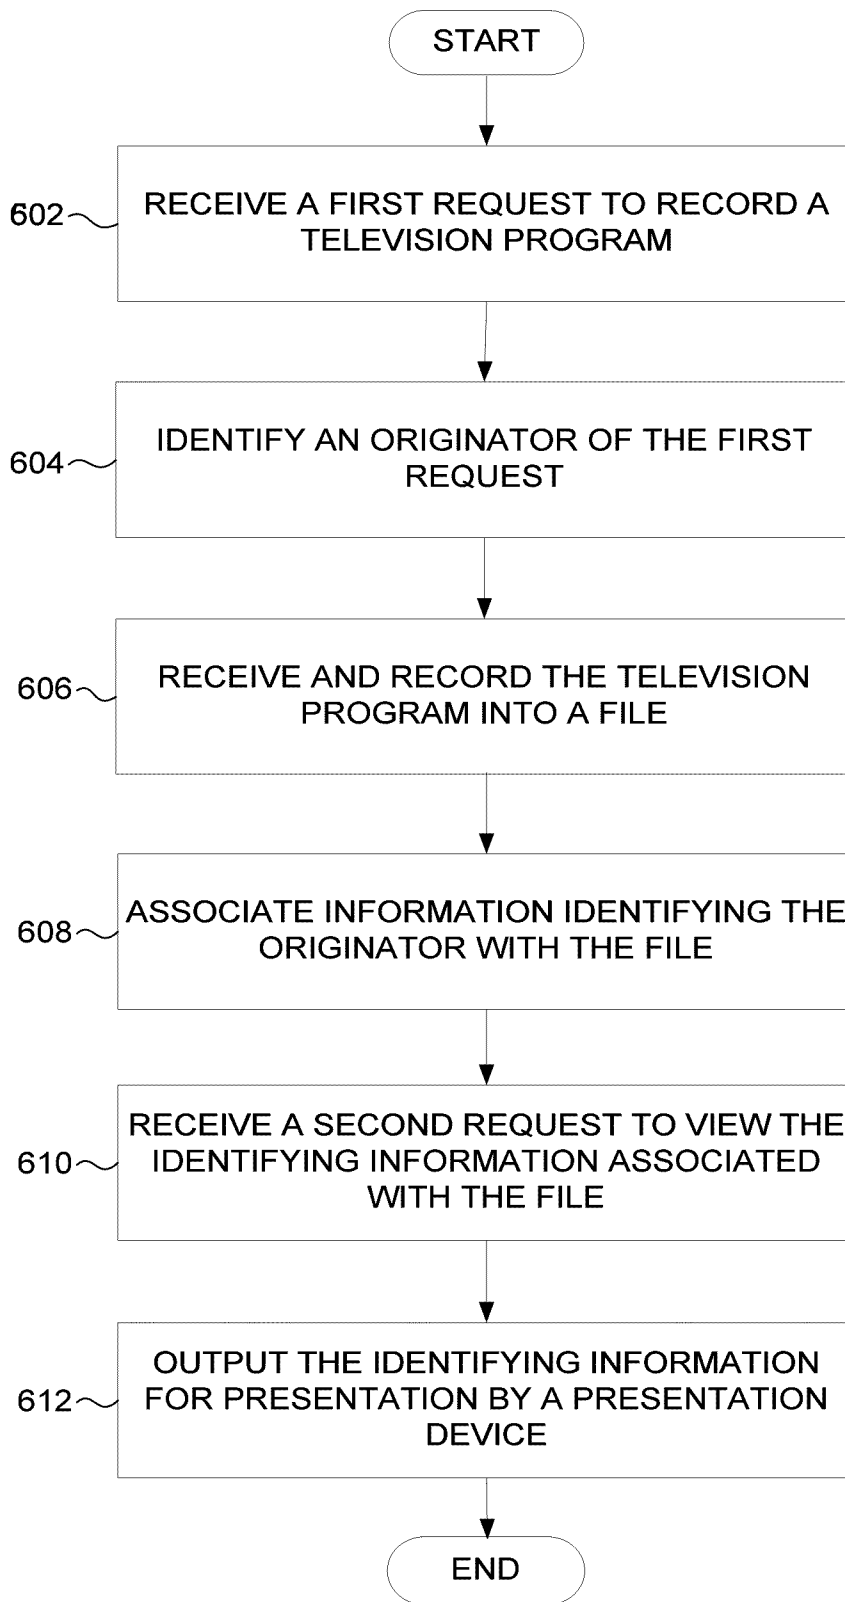 START
602
RECEIVE A FIRST REQUEST TO RECORD A
TELEVISION PROGRAM
604
IDENTIFY AN ORIGINATOR OF THE FIRST
REQUEST
606
RECEIVE AND RECORD THE TELEVISION
PROGRAM INTO A FILE
608
ASSOCIATE INFORMATION IDENTIFYING THE
ORIGINATOR WITH THE FILE
610
RECEIVE A SECOND REQUEST TO VIEW THE
IDENTIFYING INFORMATION ASSOCIATED
WITH THE FILE
612
OUTPUT THE IDENTIFYING INFORMATION
FOR PRESENTATION BY A PRESENTATION
DEVICE
END